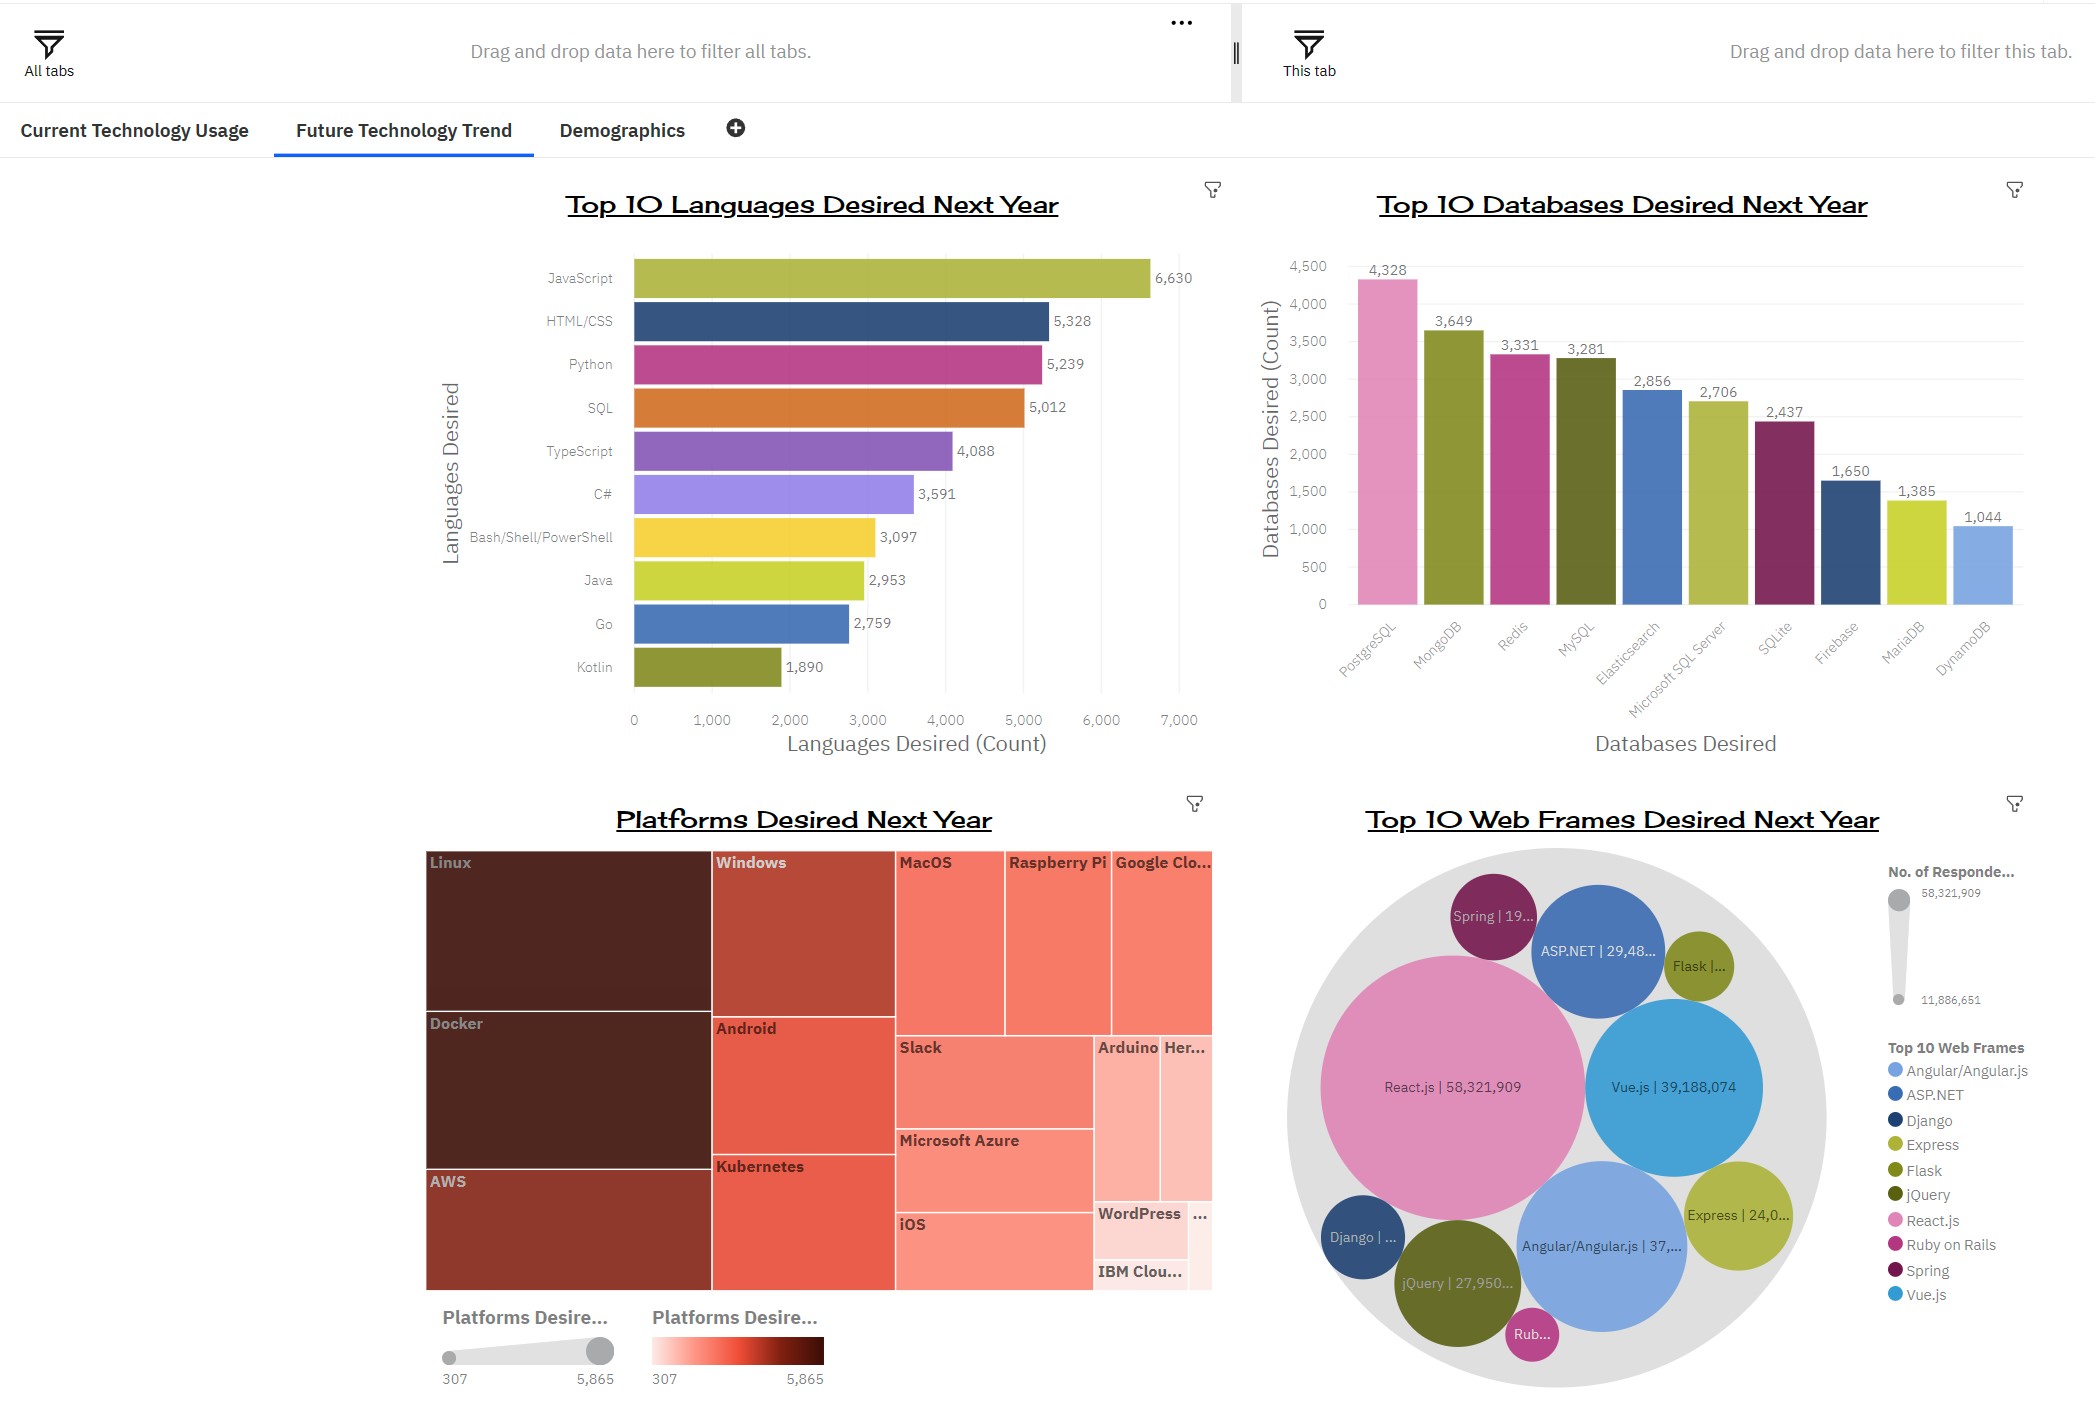 All tabs
Drag and drop data here to filter all tabs.
This tab
Drag and drop data here to filter this tab.
Current Technology Usage
Future Technology Trend
Demographics
Top 10 Languages Desired Next Year
Languages Desired
JavaScript 6,630
HTML/CSS 5,328
Python 5,239
SQL 5,012
TypeScript 4,088
C# 3,591
Bash/Shell/PowerShell 3,097
Java 2,953
Go 2,759
Kotlin 1,890
0 1,000 2,000 3,000 4,000 5,000 6,000 7,000
Languages Desired (Count)
Top 10 Databases Desired Next Year
Databases Desired (Count)
4,500
4,000
3,500
3,000
2,500
2,000
1,500
1,000
500
0
4,328
3,649
3,331
3,281
2,856
2,706
2,437
1,650
1,385
1,044
PostgreSQL
MongoDB
Redis
MySQL
Elasticsearch
Microsoft SQL Server
SQLite
Firebase
MariaDB
DynamoDB
Databases Desired
Platforms Desired Next Year
Linux
Docker
AWS
Windows
Android
Kubernetes
MacOS
Raspberry Pi
Google Clo...
Slack
Microsoft Azure
iOS
Arduino
Her...
WordPress
...
IBM Clou...
Platforms Desire...
307 5,865
Platforms Desire...
307 5,865
Top 10 Web Frames Desired Next Year
Spring | 19...
ASP.NET | 29,48...
Flask |...
React.js | 58,321,909
Vue.js | 39,188,074
Express | 24,0...
Django | ...
Angular/Angular.js | 37,...
jQuery | 27,950...
Rub...
No. of Responde...
58,321,909
11,886,651
Top 10 Web Frames
Angular/Angular.js
ASP.NET
Django
Express
Flask
jQuery
React.js
Ruby on Rails
Spring
Vue.js